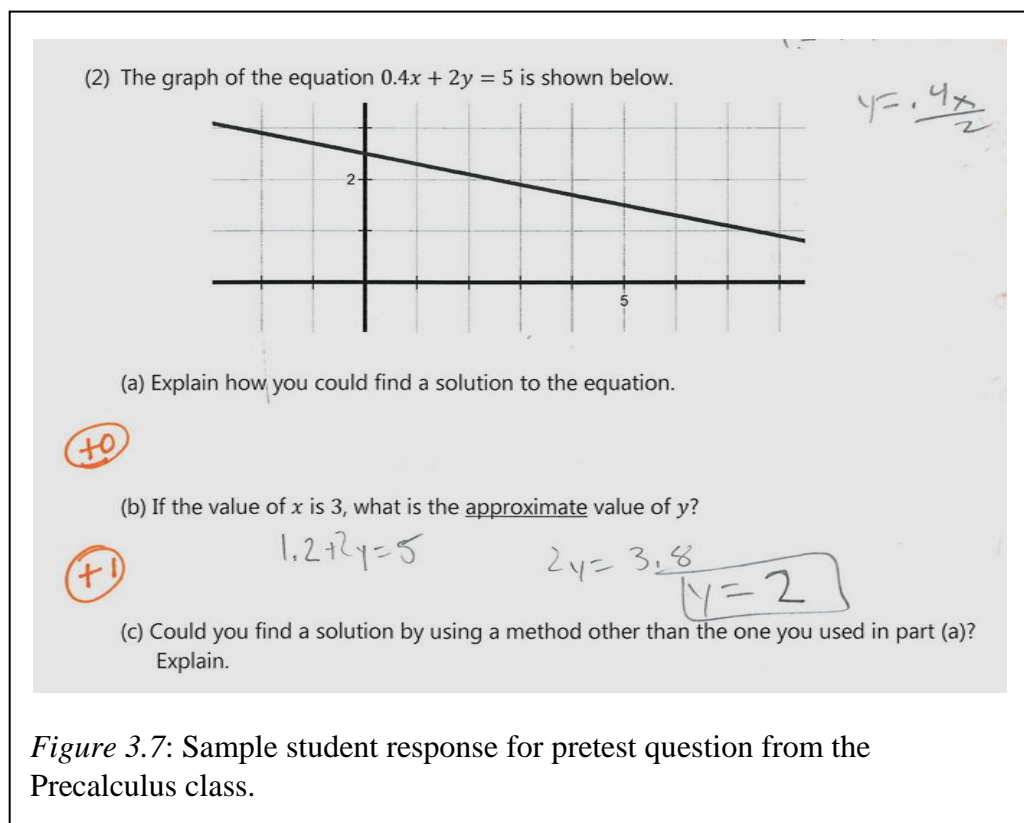 (2) The graph of the equation 0.4x + 2y = 5 is shown below.
y=.4x/2
2
5
(a) Explain how you could find a solution to the equation.
+0
(b) If the value of x is 3, what is the approximate value of y?
1.2+2y=5 2y= 3.8
+1
y=2
(c) Could you find a solution by using a method other than the one you used in part (a)?
Explain.
Figure 3.7: Sample student response for pretest question from the
Precalculus class.